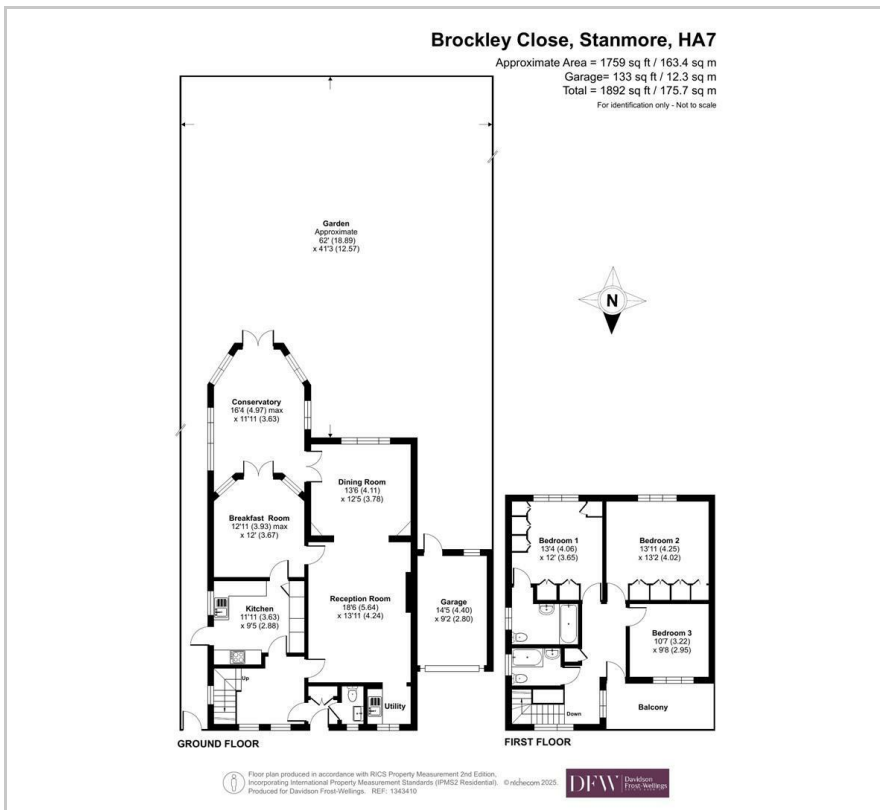 Brockley Close, Stanmore, HA7
Approximate Area = 1759 sq ft / 163.4 sq m
Garage= 133 sq ft / 12.3 sq m
Total = 1892 sq ft / 175.7 sq m
For identification only - Not to scale
Garden
Approximate
62' (18.89)
x 41'3 (12.57)
N
Conservatory
16'4 (4.97) max
x 11'11 (3.63)
Dining Room
13'6 (4.11)
x 12'5 (3.78)
Breakfast Room
12'11 (3.93) max
x 12' (3.67)
Kitchen
11'11 (3.63)
x 9'5 (2.88)
Reception Room
18'6 (5.64)
x 13'11 (4.24)
Garage
14'5 (4.40)
x 9'2 (2.80)
Up
Utility
GROUND FLOOR
Bedroom 1
13'4 (4.06)
x 12' (3.65)
Bedroom 2
13'11 (4.25)
x 13'2 (4.02)
Bedroom 3
10'7 (3.22)
x 9'8 (2.95)
Down
Balcony
FIRST FLOOR
Floor plan produced in accordance with RICS Property Measurement 2nd Edition,
Incorporating International Property Measurement Standards (IPMS2 Residential). © nichecom 2025.
Produced for Davidson Frost-Wellings. REF: 1343410
DFW
Davidson
Frost-Wellings